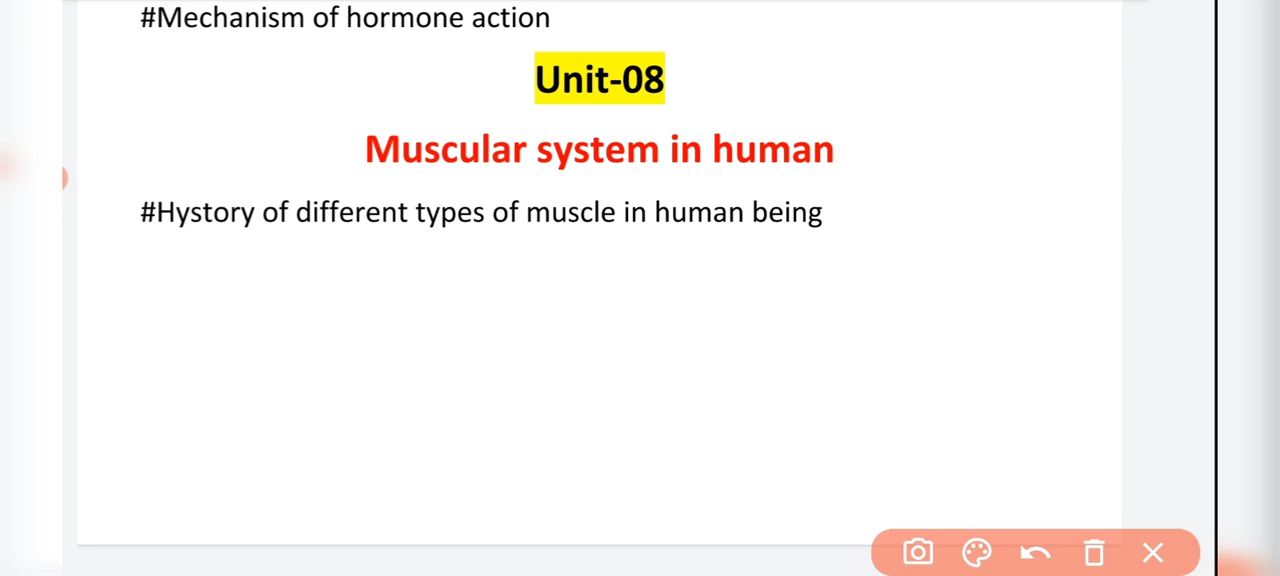 #Mechanism of hormone action
Unit-08
Muscular system in human
#Hystory of different types of muscle in human being